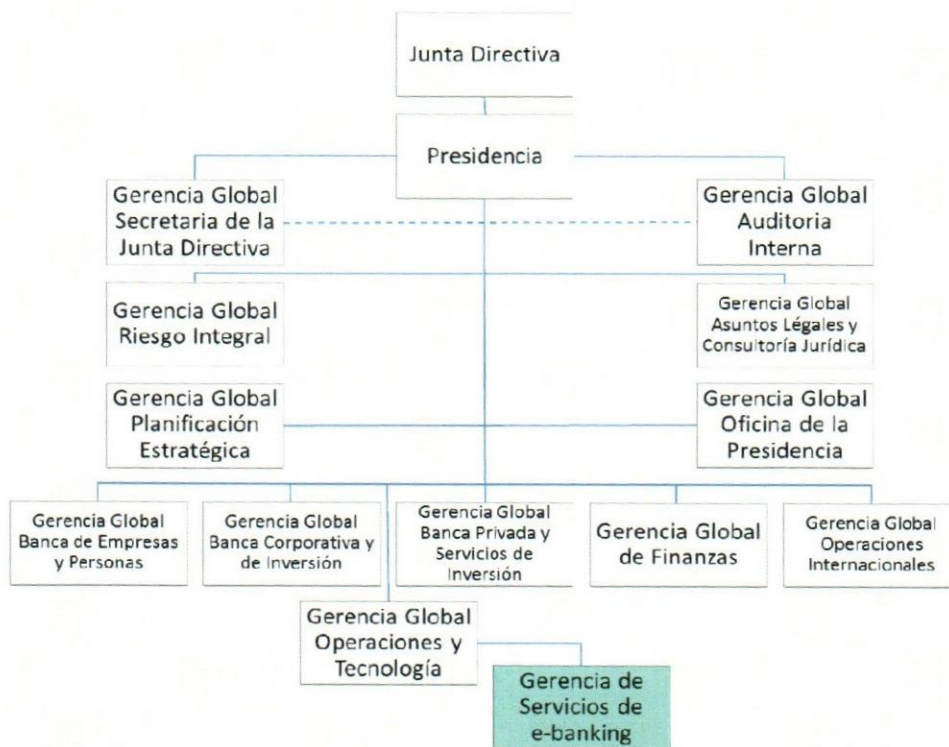 Junta Directiva
Presidencia
Gerencia Global
Secretaria de la
Junta Directiva
Gerencia Global
Auditoria
Interna
Gerencia Global
Riesgo Integral
Gerencia Global
Asuntos Légales y
Consultoría Jurídica
Gerencia Global
Planificación
Estratégica
Gerencia Global
Oficina de la
Presidencia
Gerencia Global
Banca de Empresas
y Personas
Gerencia Global
Banca Corporativa y
de Inversión
Gerencia Global
Banca Privada y
Servicios de
Inversión
Gerencia Global
de Finanzas
Gerencia Global
Operaciones
Internacionales
Gerencia Global
Operaciones y
Tecnología
Gerencia de
Servicios de
e-banking